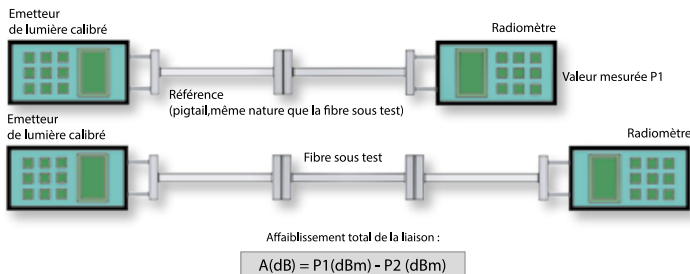 Emetteur
de lumière calibré
Radiomètre
Référence
(pigtail,même nature que la fibre sous test)
Valeur mesurée P1
Emetteur
de lumière calibré
Radiomètre
Fibre sous test
Affaiblissement total de la liaison :
A(dB) = P1(dBm) - P2 (dBm)